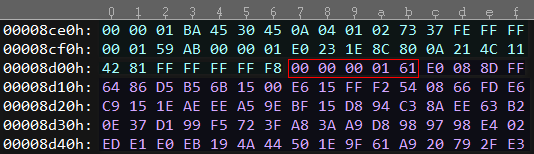 0 1 2 3 4 5 6 7 8 9 a b c d e f
00008ce0h: 00 00 01 BA 45 30 45 0A 04 01 02 73 37 FE FF FF
00008cf0h: 00 01 59 AB 00 00 01 E0 23 1E 8C 80 0A 21 4C 11
00008d00h: 42 81 FF FF FF FF F8 00 00 00 01 61 E0 08 8D FF
00008d10h: 64 86 D5 B5 6B 15 00 E6 15 FF F2 54 08 66 FD E6
00008d20h: C9 15 1E AE EE A5 9E BF 15 D8 94 C3 8A EE 63 B2
00008d30h: 0E 37 D1 99 F5 72 3F A8 3A A9 D8 98 97 98 E4 02
00008d40h: ED E1 E0 EB 19 4A 44 50 1E 9F 61 A9 20 79 2F E3